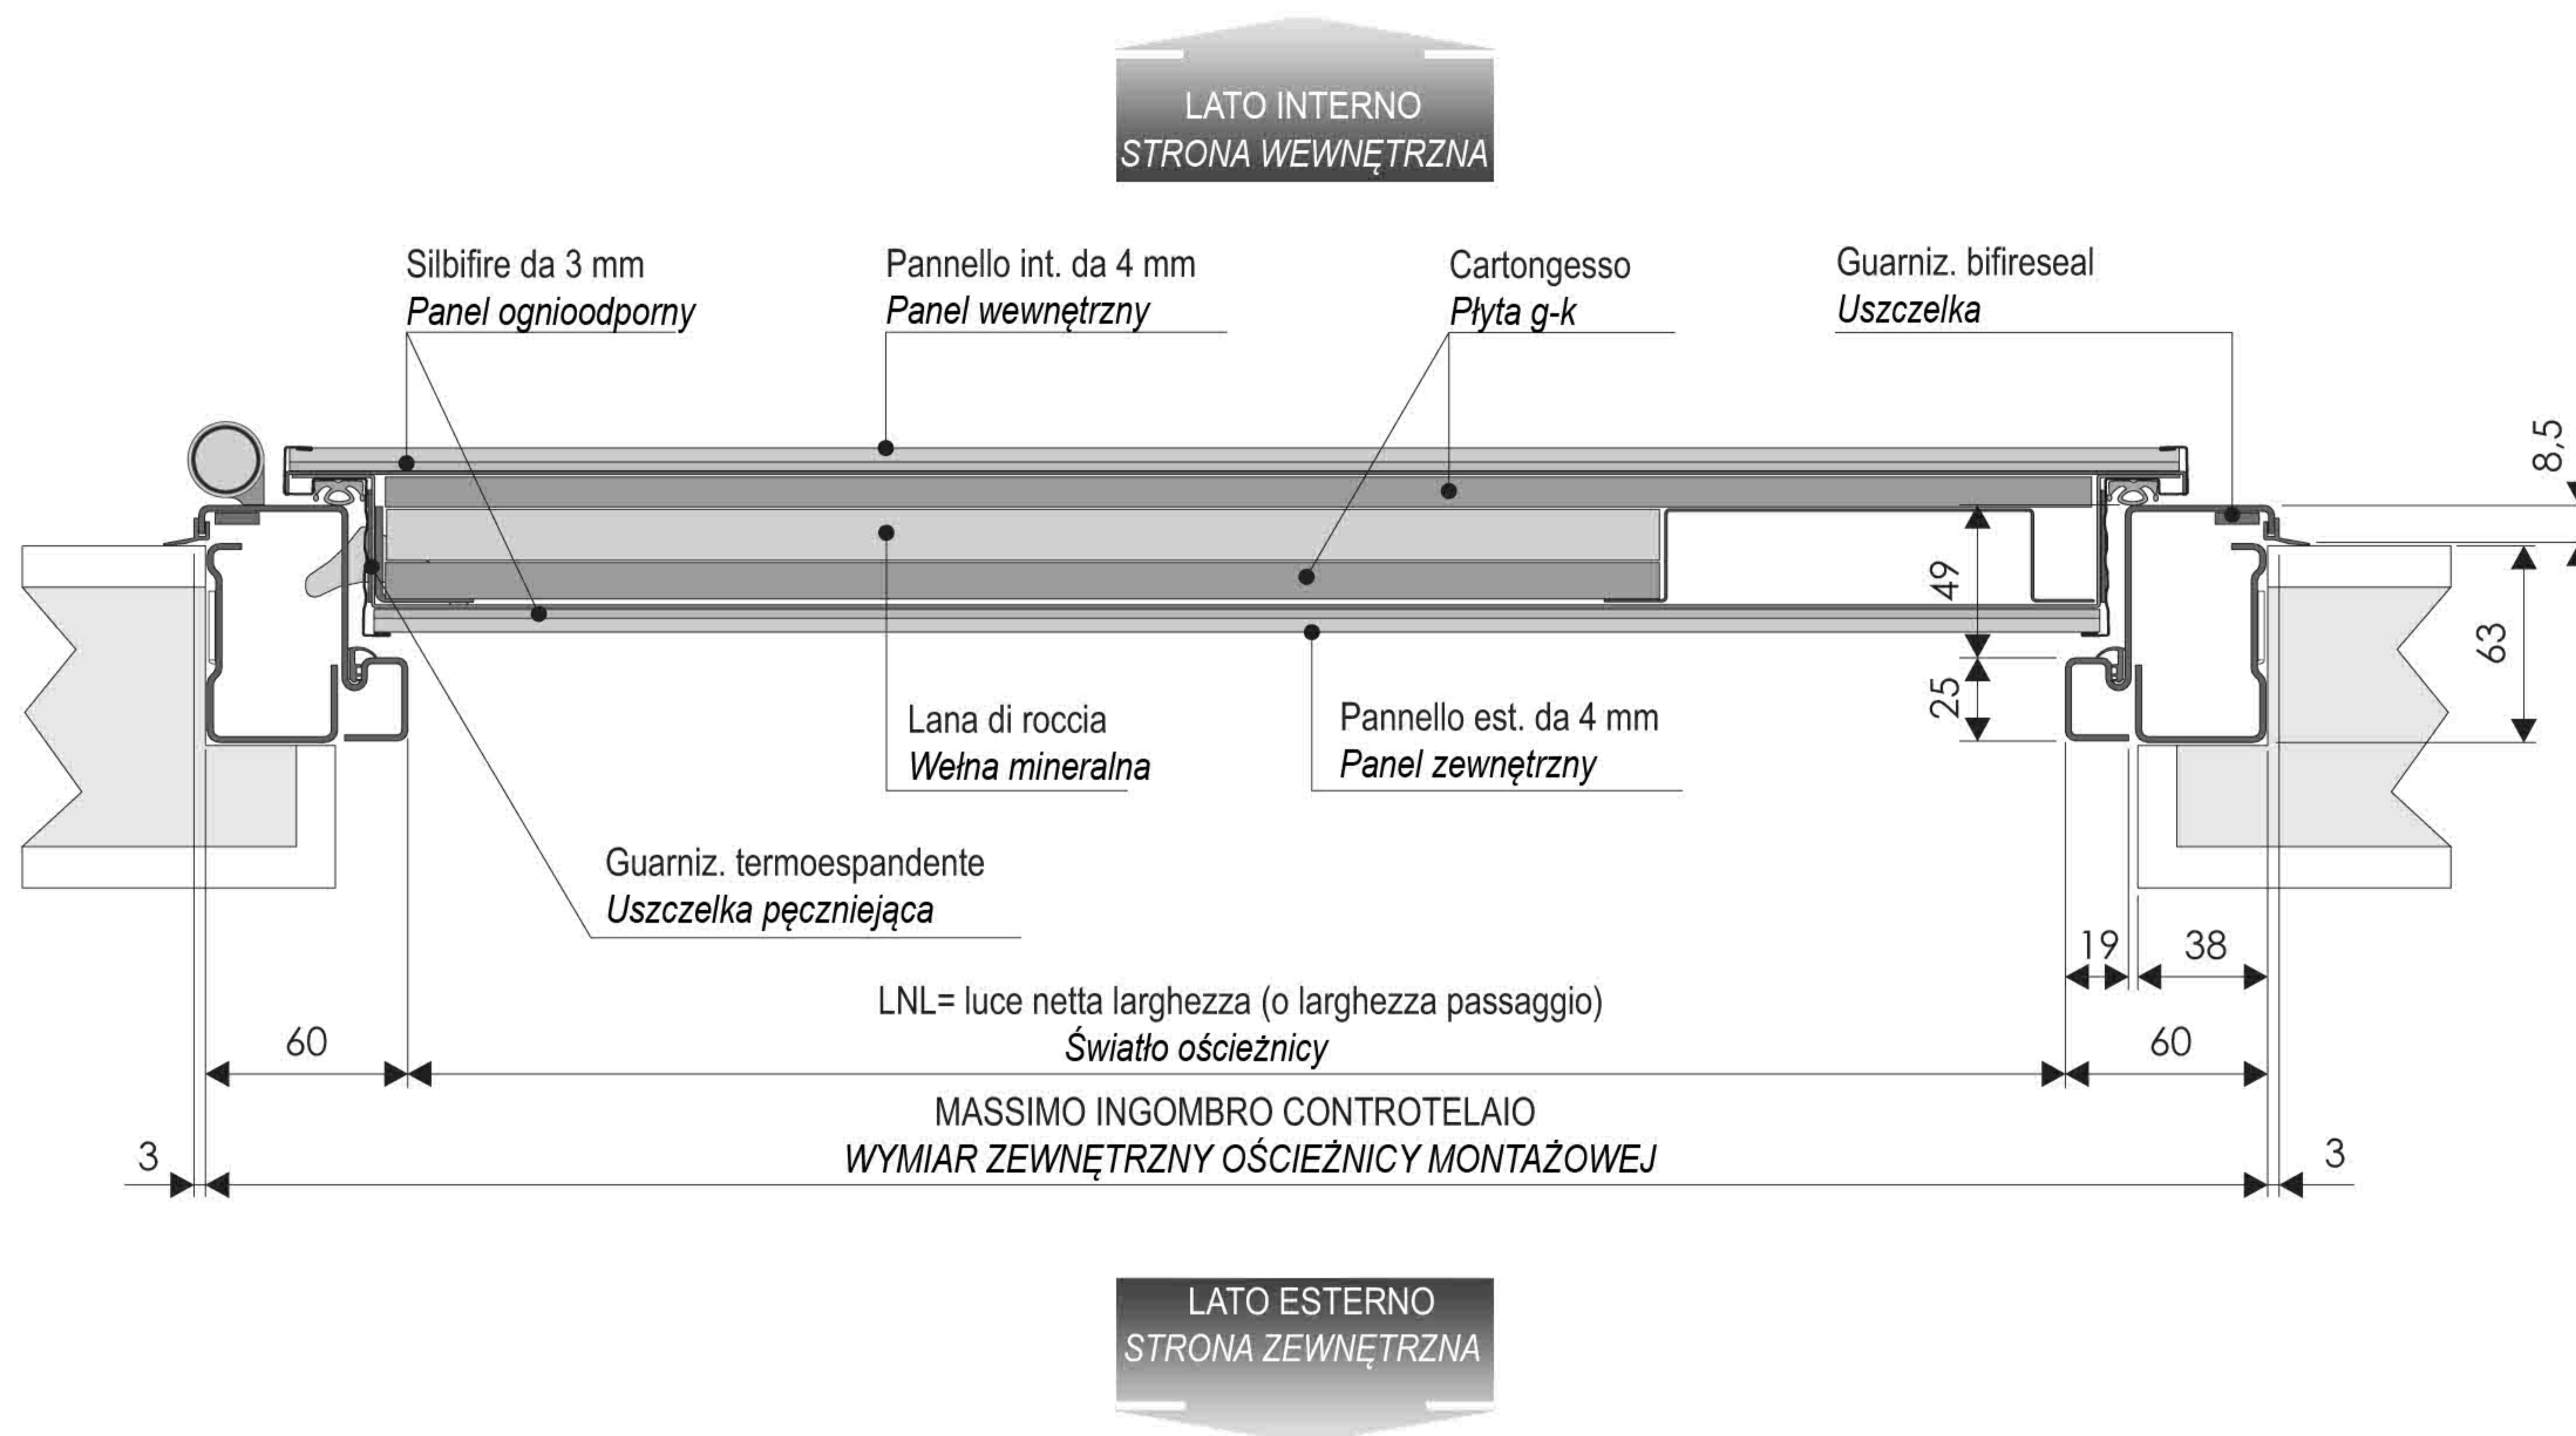 LATO INTERNO
STRONA WEWNĘTRZNA
Silbifire da 3 mm
Panel ognioodporny
Pannello int. da 4 mm
Panel wewnętrzny
Cartongesso
Płyta g-k
Guarniz. bifireseal
Uszczelka
8,5
49
63
25
Lana di roccia
Wełna mineralna
Pannello est. da 4 mm
Panel zewnętrzny
Guarniz. termoespandente
Uszczelka pęczniejąca
19
38
LNL= luce netta larghezza (o larghezza passaggio)
Światło ościeżnicy
60
60
MASSIMO INGOMBRO CONTROTELAIO
WYMIAR ZEWNĘTRZNY OŚCIEŻNICY MONTAŻOWEJ
3
3
LATO ESTERNO
STRONA ZEWNĘTRZNA